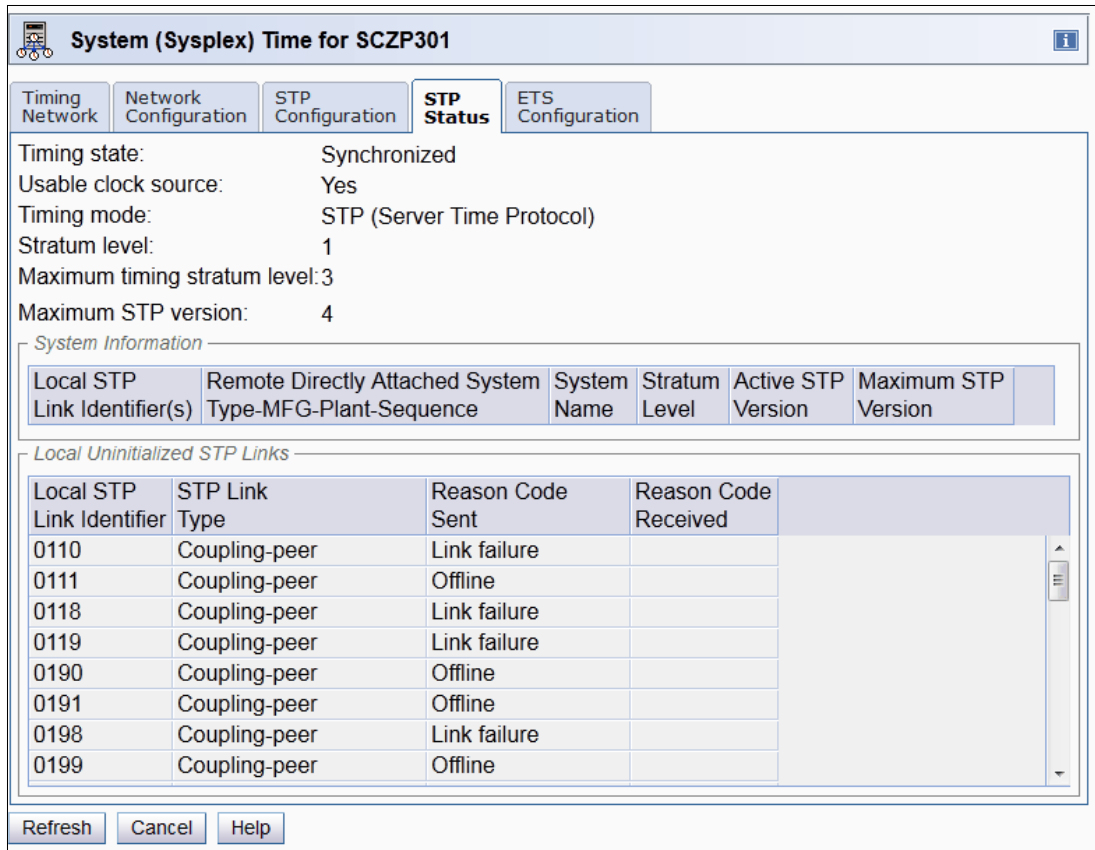 System (Sysplex) Time for SCZP301
Timing Network
Network Configuration
STP Configuration
STP Status
ETS Configuration
Timing state: Synchronized
Usable clock source: Yes
Timing mode: STP (Server Time Protocol)
Stratum level: 1
Maximum timing stratum level: 3
Maximum STP version: 4
System Information
Local STP Link Identifier(s) Remote Directly Attached System Type-MFG-Plant-Sequence System Name Stratum Level Active STP Version Maximum STP Version
Local Uninitialized STP Links
Local STP Link Identifier STP Link Type Reason Code Sent Reason Code Received
0110 Coupling-peer Link failure
0111 Coupling-peer Offline
0118 Coupling-peer Link failure
0119 Coupling-peer Link failure
0190 Coupling-peer Offline
0191 Coupling-peer Offline
0198 Coupling-peer Link failure
0199 Coupling-peer Offline
Refresh Cancel Help